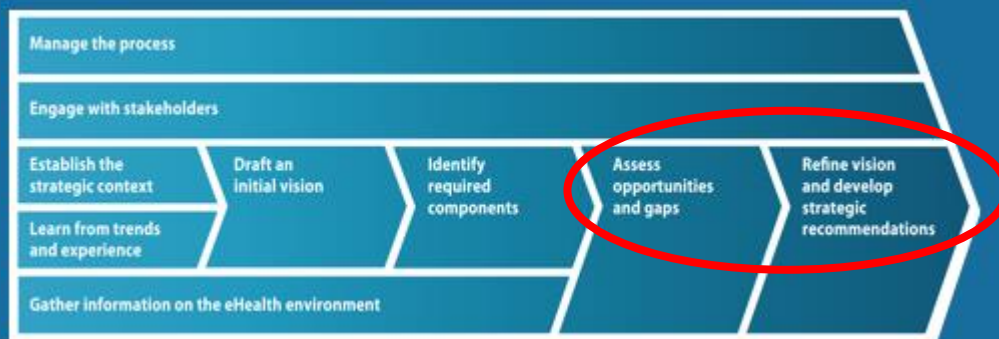 Manage the process
Engage with stakeholders
Establish the
strategic context
Learn from trends
and experience
Draft an
initial vision
Identify
required
components
Assess
opportunities
and gaps
Refine vision
and develop
strategic
recommendations
Gather information on the eHealth environment